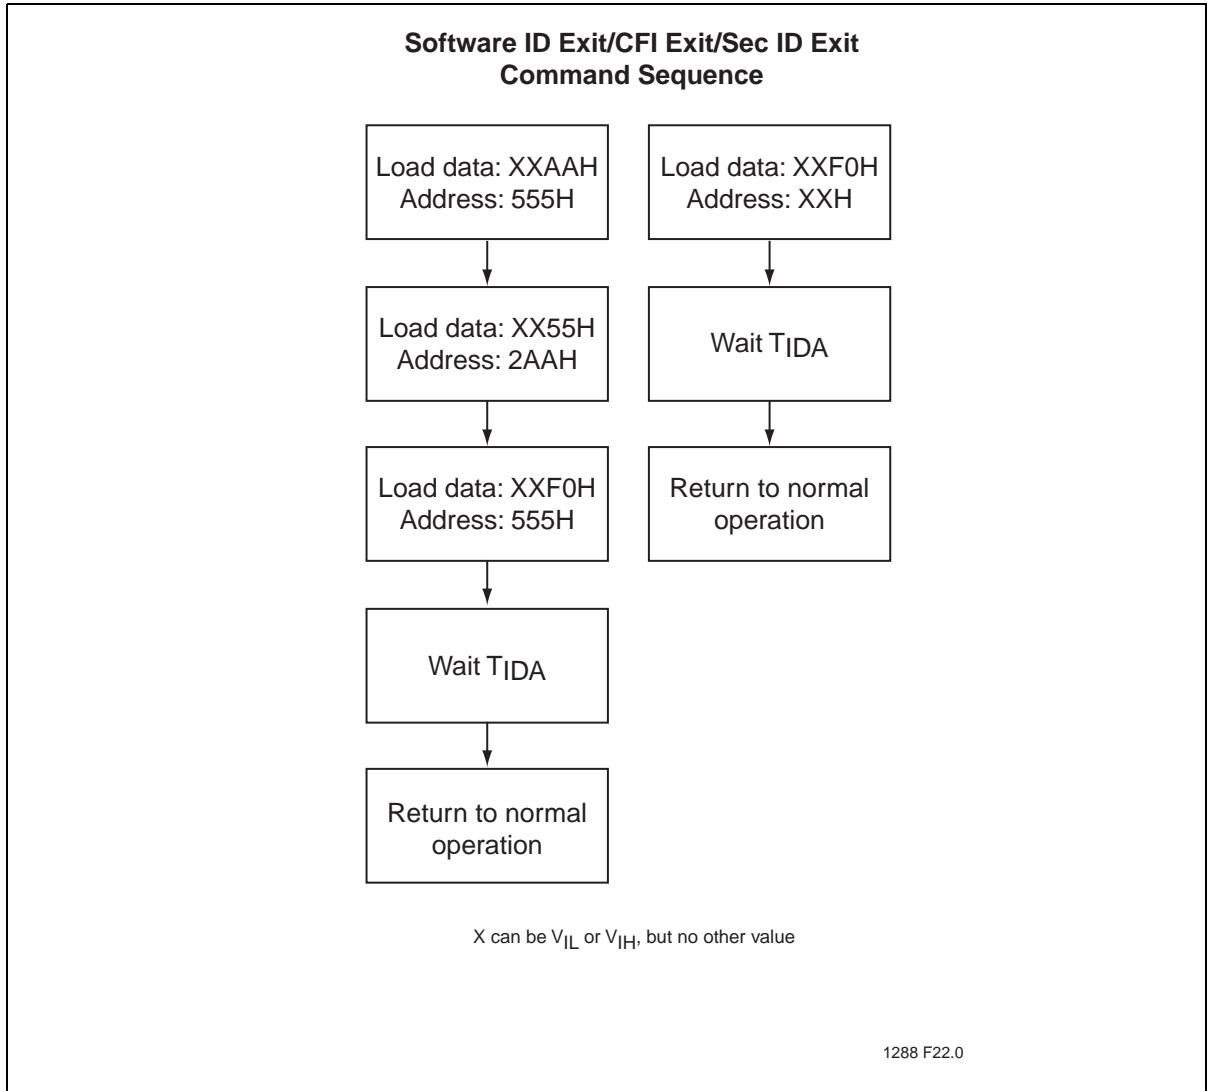 Software ID Exit/CFI Exit/Sec ID Exit
Command Sequence
Load data: XXAAH
Address: 555H
Load data: XX55H
Address: 2AAH
Load data: XXF0H
Address: 555H
Wait TIDA
Return to normal
operation
Load data: XXF0H
Address: XXH
Wait TIDA
Return to normal
operation
X can be VIL or VIH, but no other value
1288 F22.0